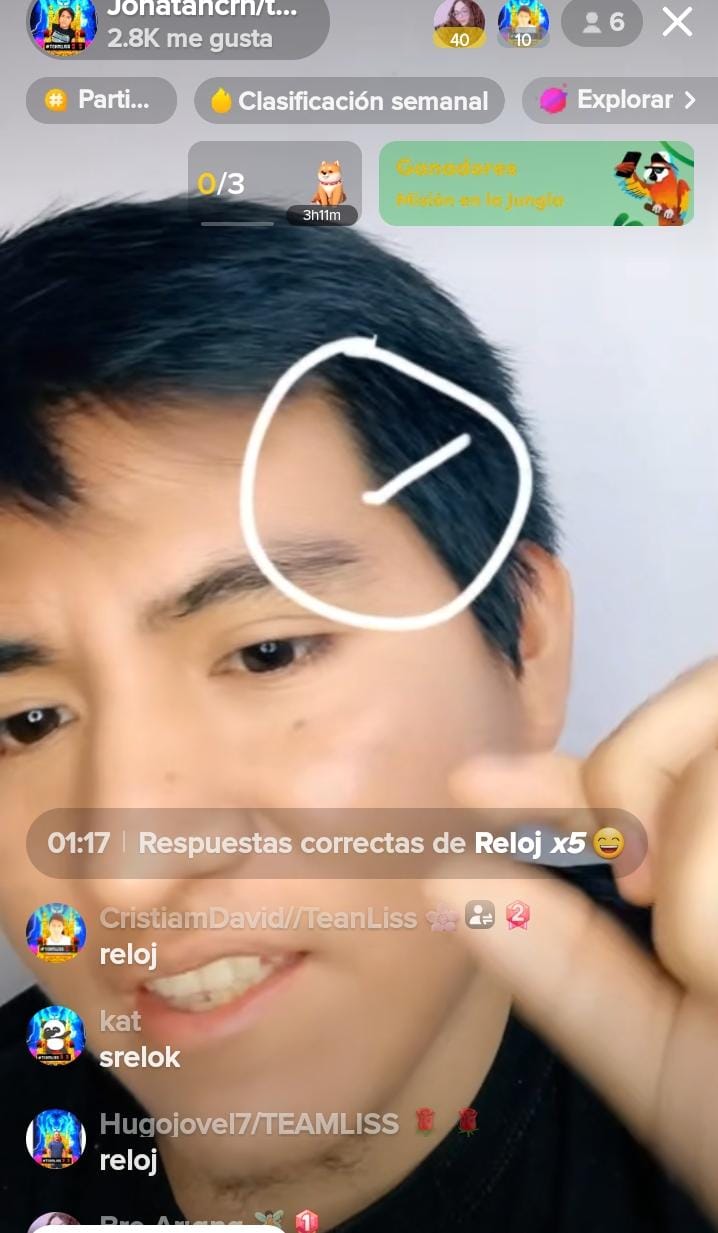 Jonatancrn/t...
2.8K me gusta
40
10
6
Parti...
Clasificación semanal
Explorar
0/3
3h11m
Ganadores
Misión en la Jungla
01:17 | Respuestas correctas de Reloj x5
CristiamDavid//TeanLiss
2
reloj
kat
srelok
Hugojovel7/TEAMLISS
reloj
1